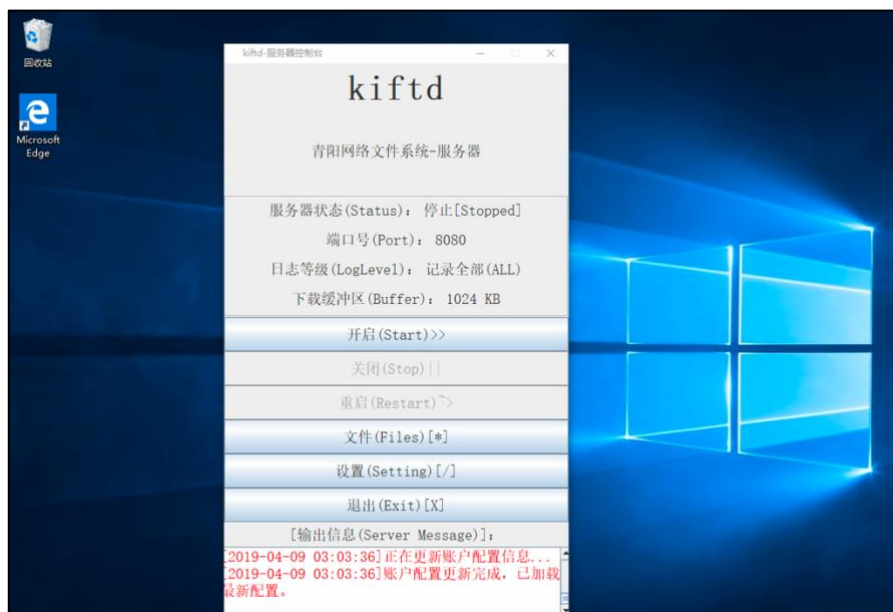 回收站
Microsoft
Edge
kiftd-服务器控制台
kiftd
青阳网络文件系统-服务器
服务器状态(Status)： 停止[Stopped]
端口号(Port)： 8080
日志等级(LogLevel)： 记录全部(ALL)
下载缓冲区(Buffer)： 1024 KB
开启(Start)>>
关闭(Stop)||
重启(Restart)~>
文件(Files)[*]
设置(Setting)[/]
退出(Exit)[X]
[输出信息(Server Message)]：
[2019-04-09 03:03:36]正在更新账户配置信息...
[2019-04-09 03:03:36]账户配置更新完成，已加载
最新配置。